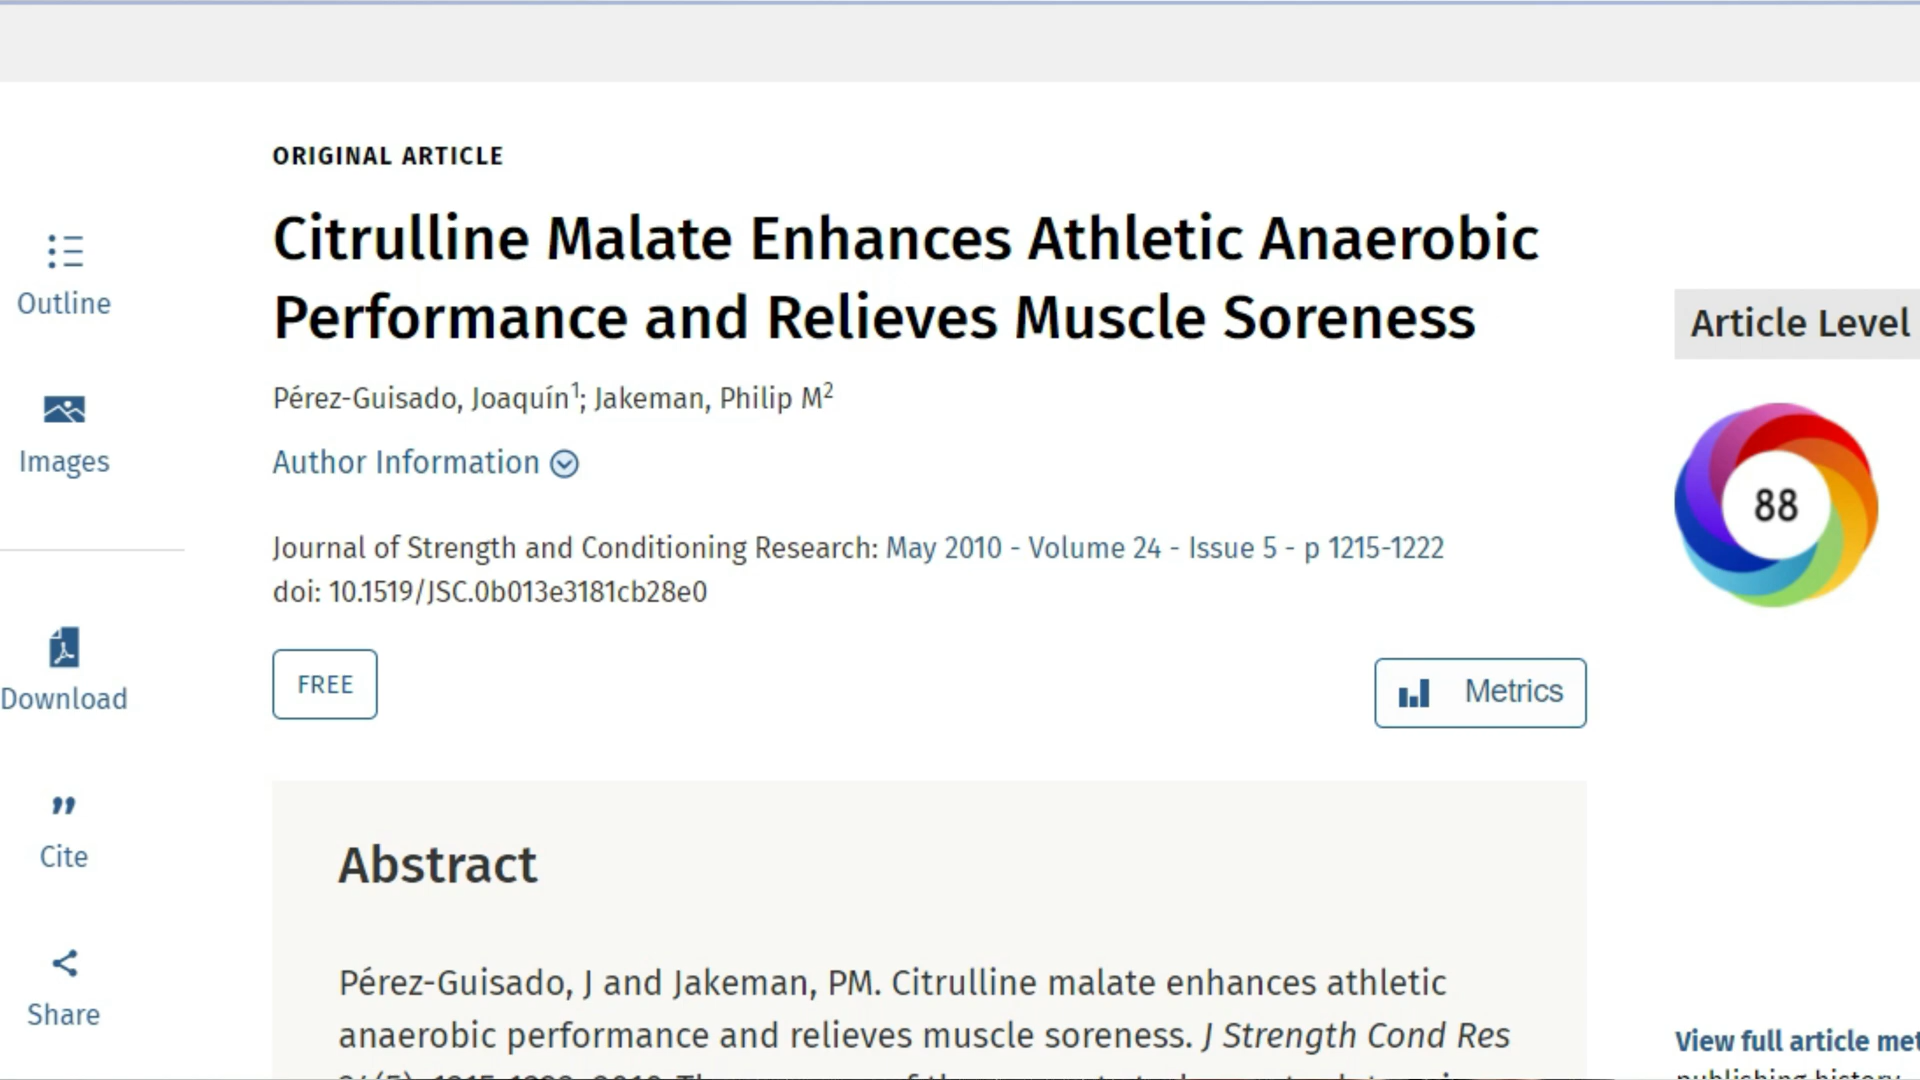 ORIGINAL ARTICLE
Citrulline Malate Enhances Athletic Anaerobic
Performance and Relieves Muscle Soreness
Pérez-Guisado, Joaquín1; Jakeman, Philip M2
Author Information
Journal of Strength and Conditioning Research: May 2010 - Volume 24 - Issue 5 - p 1215-1222
doi: 10.1519/JSC.0b013e3181cb28e0
FREE
Metrics
Abstract
Pérez-Guisado, J and Jakeman, PM. Citrulline malate enhances athletic
anaerobic performance and relieves muscle soreness. J Strength Cond Res
Outline
Images
Download
Cite
Share
Article Level
88
View full article met
publishing history